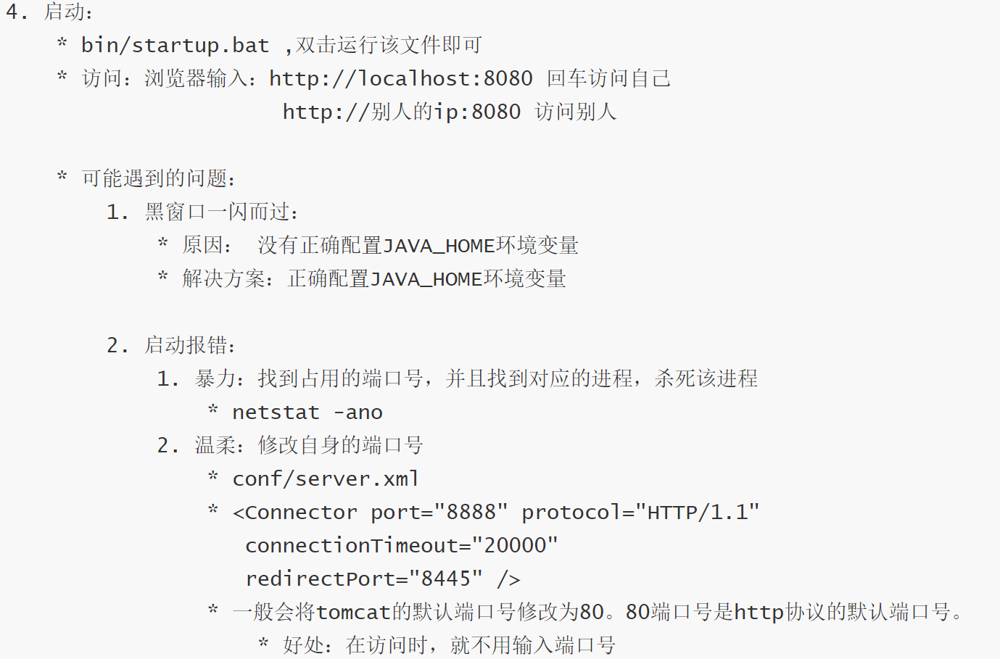 4. 启动：
* bin/startup.bat ,双击运行该文件即可
* 访问：浏览器输入：http://localhost:8080 回车访问自己
http://别人的ip:8080 访问别人
* 可能遇到的问题：
1. 黑窗口一闪而过：
* 原因： 没有正确配置JAVA_HOME环境变量
* 解决方案：正确配置JAVA_HOME环境变量
2. 启动报错：
1. 暴力：找到占用的端口号，并且找到对应的进程，杀死该进程
* netstat -ano
2. 温柔：修改自身的端口号
* conf/server.xml
* <Connector port="8888" protocol="HTTP/1.1"
connectionTimeout="20000"
redirectPort="8445" />
* 一般会将tomcat的默认端口号修改为80。80端口号是http协议的默认端口号。
* 好处：在访问时，就不用输入端口号